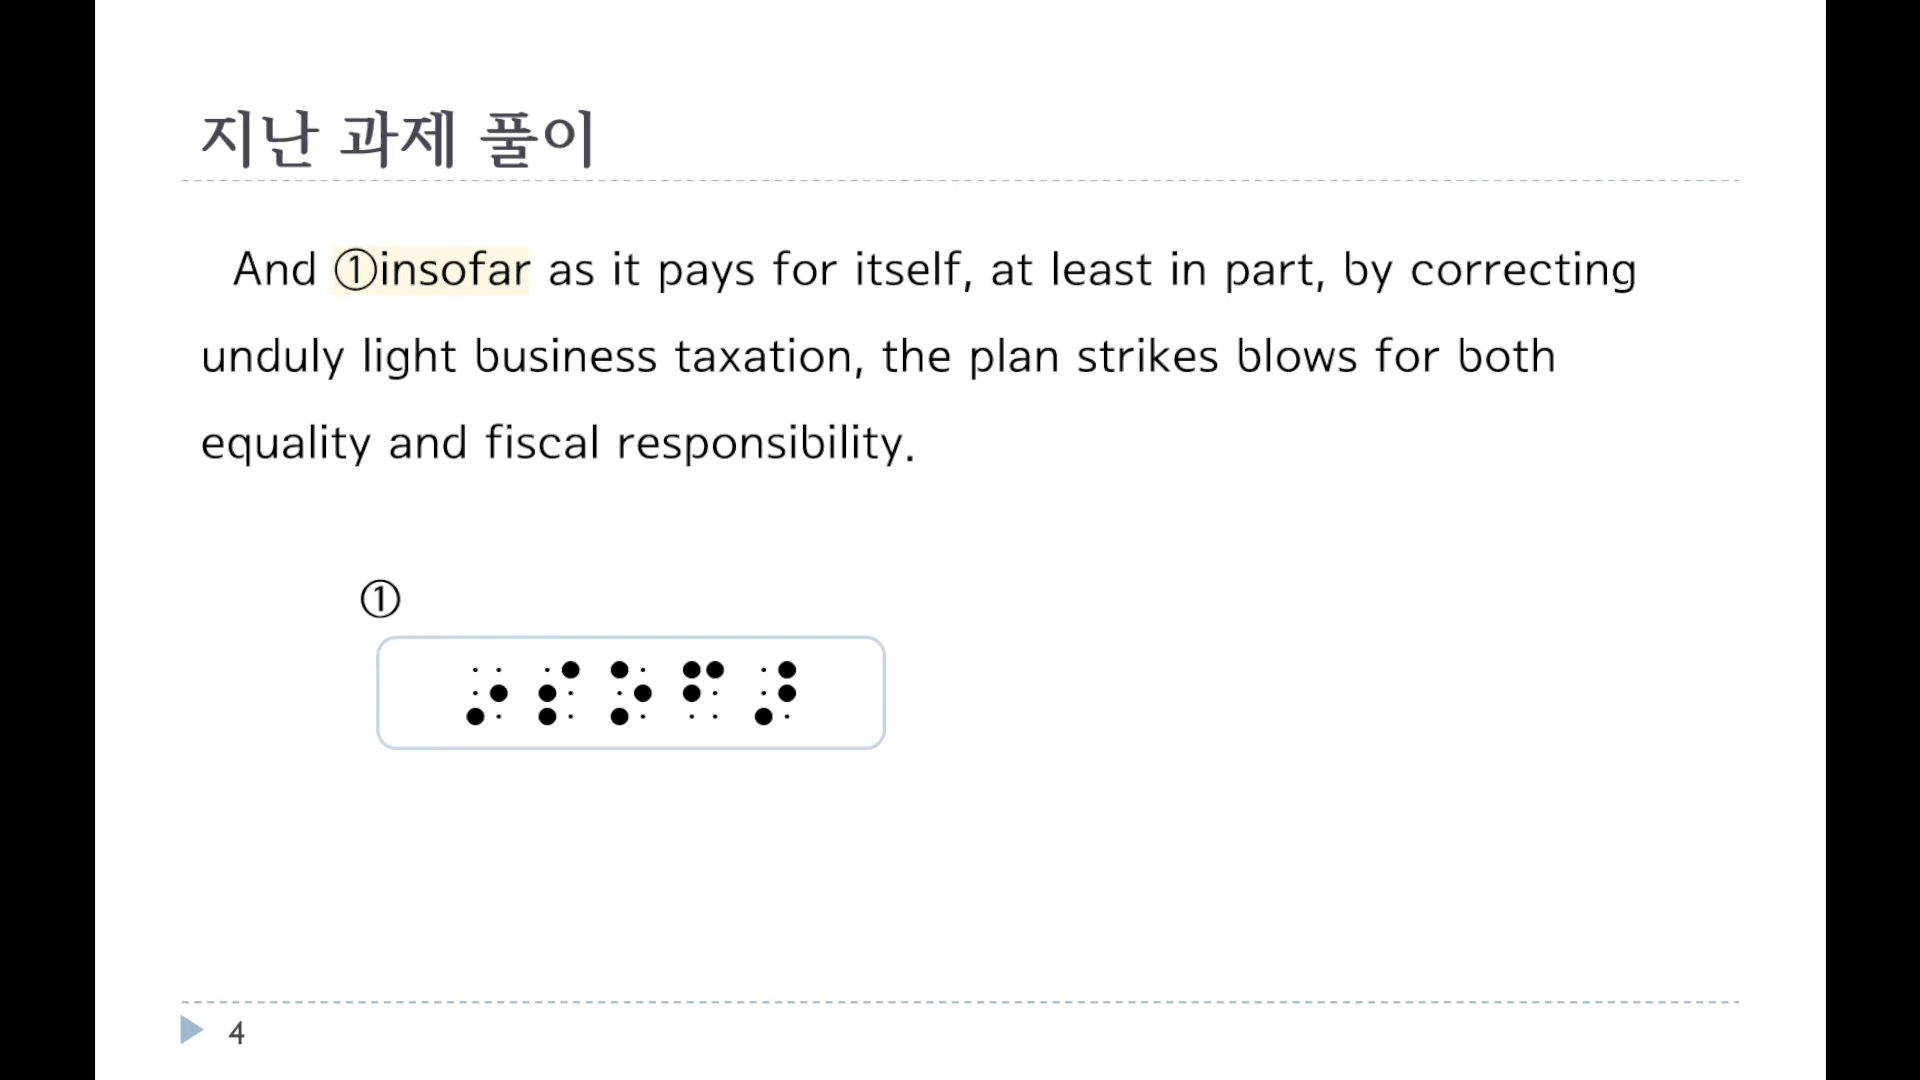 지난 과제 풀이
And ①insofar as it pays for itself, at least in part, by correcting
unduly light business taxation, the plan strikes blows for both
equality and fiscal responsibility.
①
⠔⠎⠕⠋⠜
4